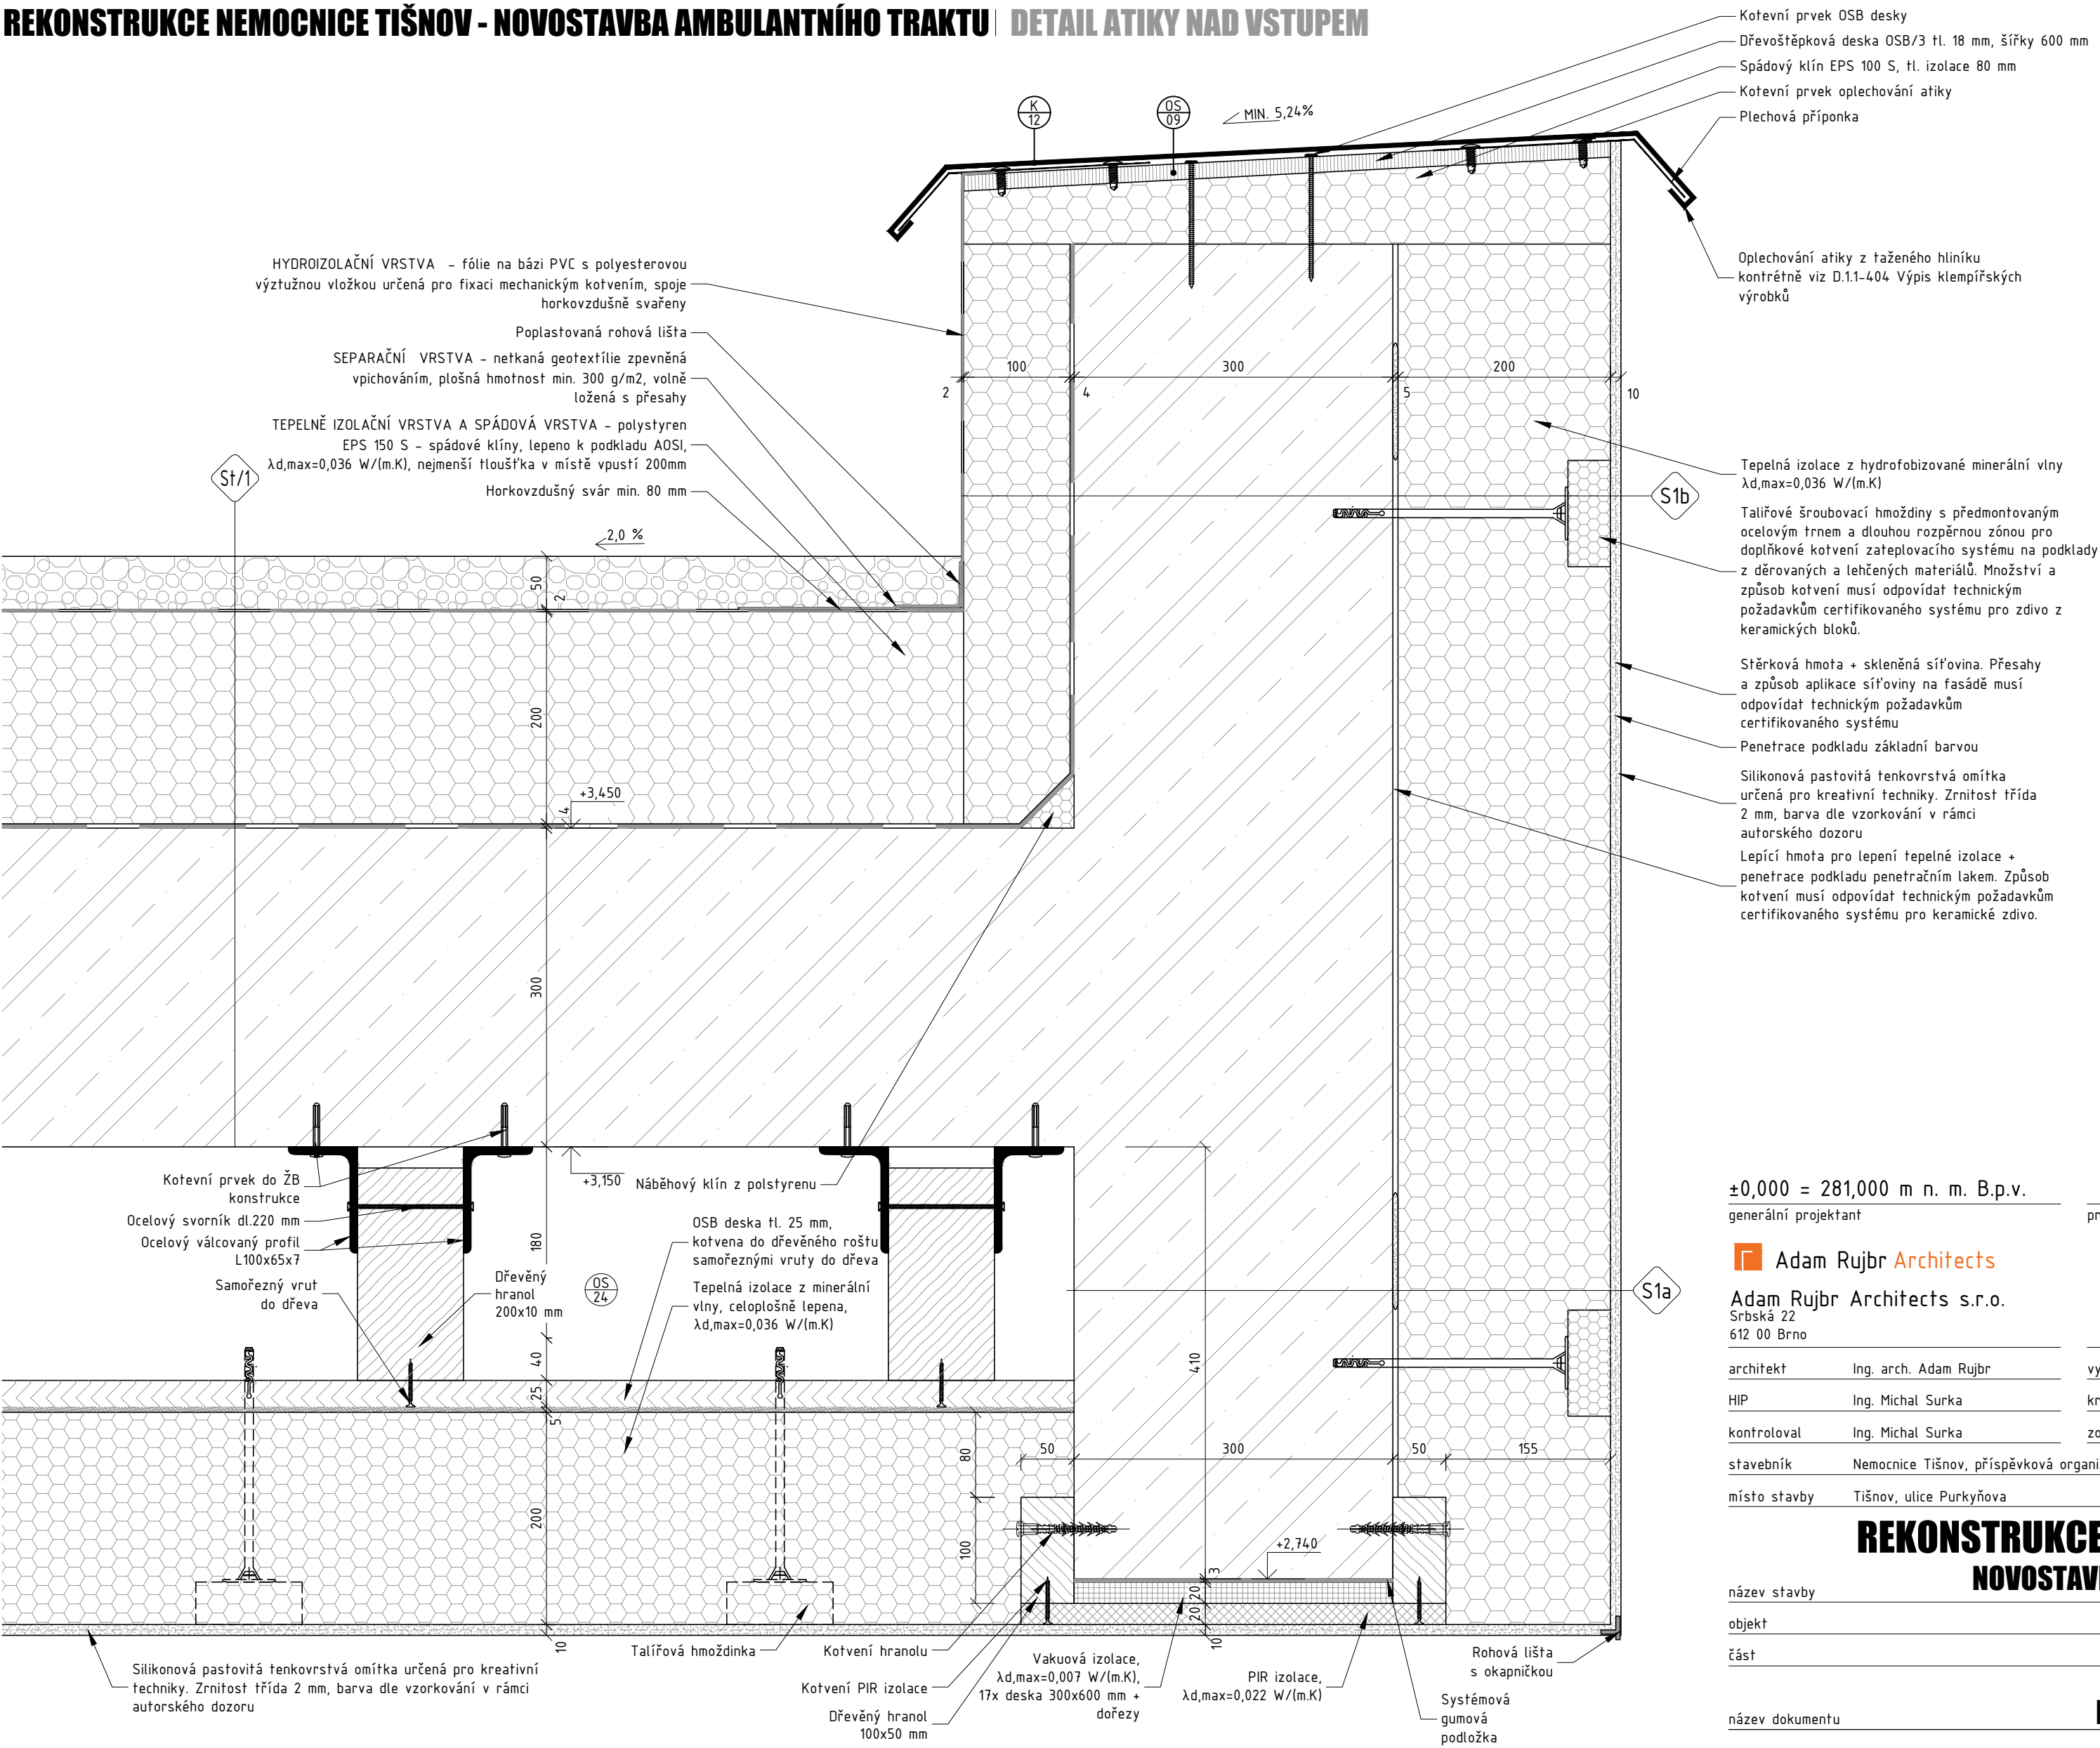 REKONSTRUKCE NEMOCNICE TIŠNOV - NOVOSTAVBA AMBULANTNÍHO TRAKTU | DETAIL ATIKY NAD VSTUPEM
Kotevní prvek OSB desky
Dřevoštěpková deska OSB/3 tl. 18 mm, šířky 600 mm
Spádový klín EPS 100 S, tl. izolace 80 mm
Kotevní prvek oplechování atiky
Plechová příponka
K
12
OS
09
MIN. 5,24%
Oplechování atiky z taženého hliníku
kontrétně viz D.1.1-404 Výpis klempířských
výrobků
HYDROIZOLAČNÍ VRSTVA - fólie na bázi PVC s polyesterovou
výztužnou vložkou určená pro fixaci mechanickým kotvením, spoje
horkovzdušně svařeny
Poplastovaná rohová lišta
SEPARAČNÍ VRSTVA - netkaná geotextílie zpevněná
vpichováním, plošná hmotnost min. 300 g/m2, volně
ložená s přesahy
TEPELNĚ IZOLAČNÍ VRSTVA A SPÁDOVÁ VRSTVA - polystyren
EPS 150 S - spádové klíny, lepeno k podkladu AOSI,
λd,max=0,036 W/(m.K), nejmenší tloušťka v místě vpustí 200mm
Horkovzdušný svár min. 80 mm
St/1
2,0 %
100
300
200
2
4
5
10
S1b
Tepelná izolace z hydrofobizované minerální vlny
λd,max=0,036 W/(m.K)
Talířové šroubovací hmoždiny s předmontovaným
ocelovým trnem a dlouhou rozpěrnou zónou pro
doplňkové kotvení zateplovacího systému na podklady
z děrovaných a lehčených materiálů. Množství a
způsob kotvení musí odpovídat technickým
požadavkům certifikovaného systému pro zdivo z
keramických bloků.
Stěrková hmota + skleněná síťovina. Přesahy
a způsob aplikace síťoviny na fasádě musí
odpovídat technickým požadavkům
certifikovaného systému
Penetrace podkladu základní barvou
Silikonová pastovitá tenkovrstvá omítka
určená pro kreativní techniky. Zrnitost třída
2 mm, barva dle vzorkování v rámci
autorského dozoru
Lepící hmota pro lepení tepelné izolace +
penetrace podkladu penetračním lakem. Způsob
kotvení musí odpovídat technickým požadavkům
certifikovaného systému pro keramické zdivo.
50
2
200
4
+3,450
300
+3,150
180
40
25
5
200
10
Kotevní prvek do ŽB
konstrukce
Ocelový svorník dl.220 mm
Ocelový válcovaný profil
L100x65x7
Samořezný vrut
do dřeva
Dřevěný
hranol
200x10 mm
OS
24
Náběhový klín z polstyrenu
OSB deska tl. 25 mm,
kotvena do dřevěného roštu
samořeznými vruty do dřeva
Tepelná izolace z minerální
vlny, celoplošně lepena,
λd,max=0,036 W/(m.K)
S1a
410
80
100
50
300
50
155
+2,740
3
20
20
10
Silikonová pastovitá tenkovrstvá omítka určená pro kreativní
techniky. Zrnitost třída 2 mm, barva dle vzorkování v rámci
autorského dozoru
Talířová hmoždinka
Kotvení hranolu
Kotvení PIR izolace
Dřevěný hranol
100x50 mm
Vakuová izolace,
λd,max=0,007 W/(m.K),
17x deska 300x600 mm +
dořezy
PIR izolace,
λd,max=0,022 W/(m.K)
Systémová
gumová
podložka
Rohová lišta
s okapničkou
±0,000 = 281,000 m n. m. B.p.v.
generální projektant
pr
Adam Rujbr Architects
Adam Rujbr Architects s.r.o.
Srbská 22
612 00 Brno
architekt Ing. arch. Adam Rujbr vy
HIP Ing. Michal Surka kr
kontroloval Ing. Michal Surka zo
stavebník Nemocnice Tišnov, příspěvková organi
místo stavby Tišnov, ulice Purkyňova
REKONSTRUKCE
NOVOSTAV
název stavby
objekt
část
název dokumentu